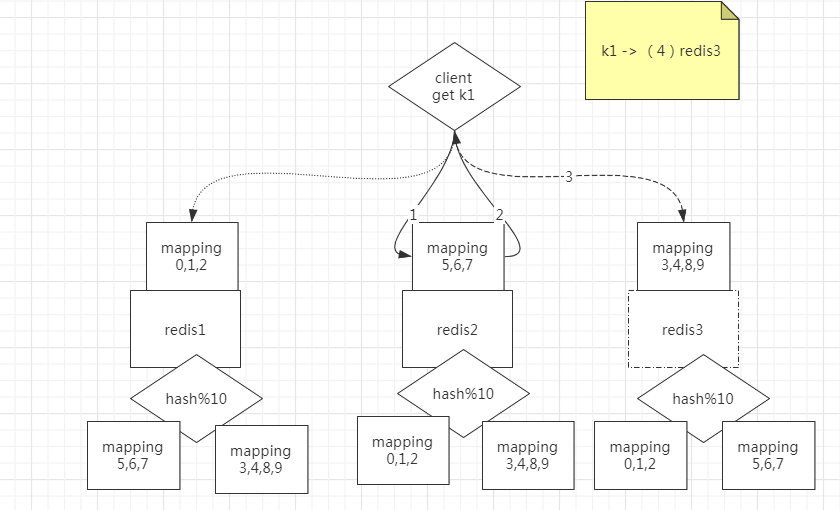 k1 -> （4）redis3
client
get k1
3
1
2
mapping
0,1,2
mapping
5,6,7
mapping
3,4,8,9
redis1
redis2
redis3
hash%10
hash%10
hash%10
mapping
5,6,7
mapping
3,4,8,9
mapping
0,1,2
mapping
3,4,8,9
mapping
0,1,2
mapping
5,6,7